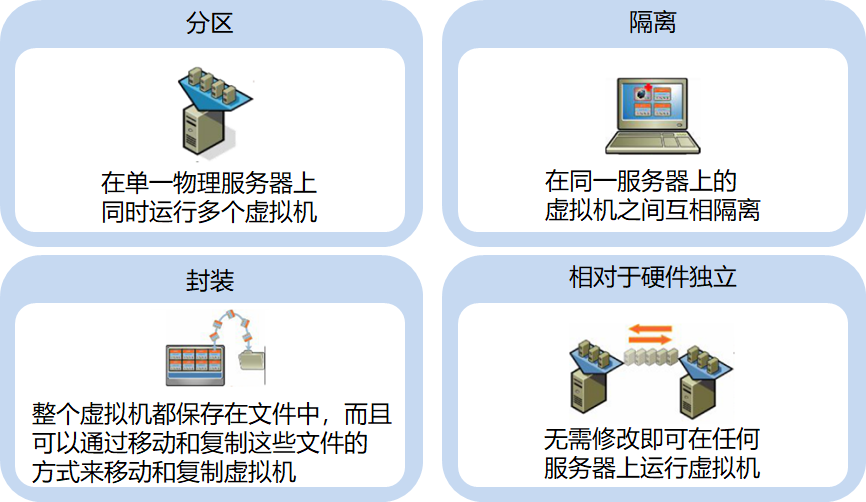 分区
在单一物理服务器上
同时运行多个虚拟机
隔离
在同一服务器上的
虚拟机之间互相隔离
封装
整个虚拟机都保存在文件中，而且
可以通过移动和复制这些文件的
方式来移动和复制虚拟机
相对于硬件独立
无需修改即可在任何
服务器上运行虚拟机